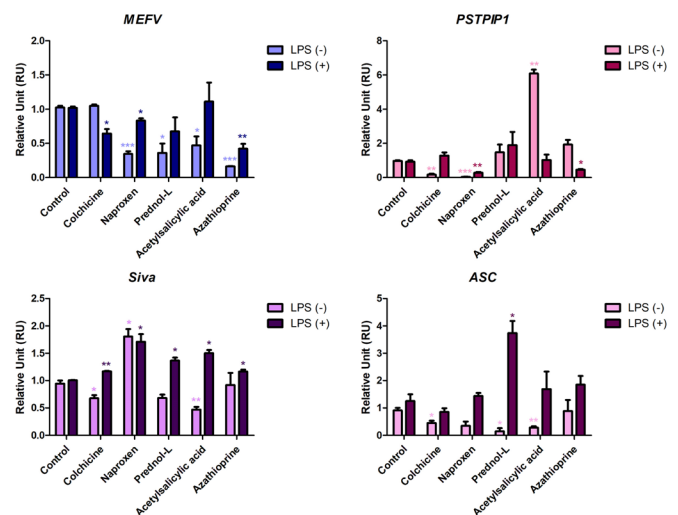 MEFV
Relative Unit (RU)
2.0
1.5
1.0
0.5
0.0
*
***
*
*
*
***
**
Control
Colchicine
Naproxen
Prednol-L
Acetylsalicylic acid
Azathioprine
LPS (-)
LPS (+)
PSTPIP1
Relative Unit (RU)
8
6
4
2
0
**
***
**
**
*
Control
Colchicine
Naproxen
Prednol-L
Acetylsalicylic acid
Azathioprine
LPS (-)
LPS (+)
Siva
Relative Unit (RU)
2.5
2.0
1.5
1.0
0.5
0.0
*
**
*
*
*
**
*
*
Control
Colchicine
Naproxen
Prednol-L
Acetylsalicylic acid
Azathioprine
LPS (-)
LPS (+)
ASC
Relative Unit (RU)
5
4
3
2
1
0
*
*
*
**
Control
Colchicine
Naproxen
Prednol-L
Acetylsalicylic acid
Azathioprine
LPS (-)
LPS (+)